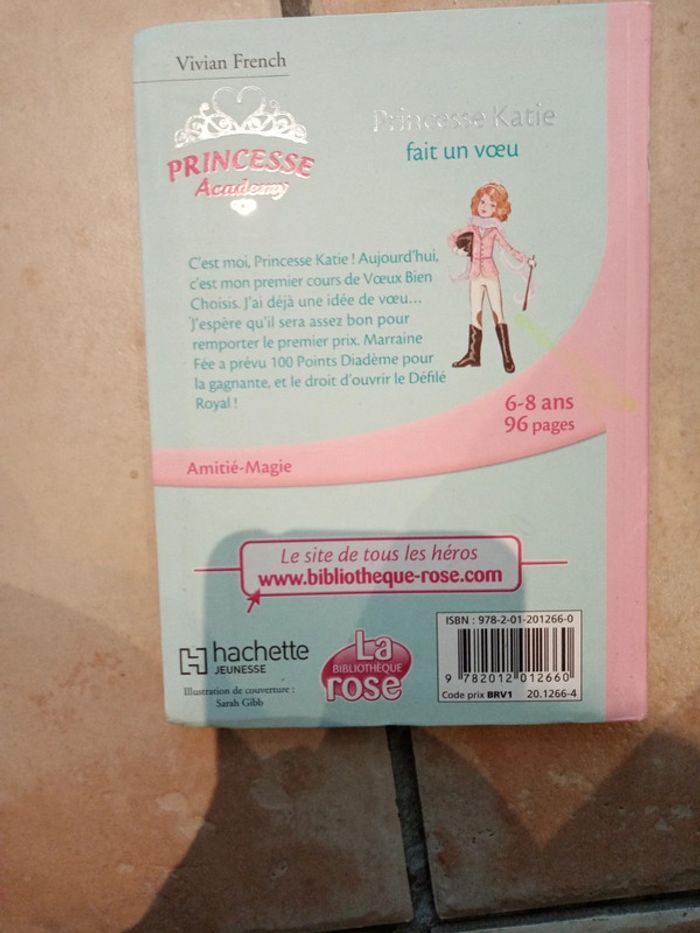 Vivian French
PRINCESSE
Academy
Princesse Katie
fait un vœu
C'est moi, Princesse Katie ! Aujourd'hui,
c'est mon premier cours de Vœux Bien
Choisis. J'ai déjà une idée de vœu...
J'espère qu'il sera assez bon pour
remporter le premier prix. Marraine
Fée a prévu 100 Points Diadème pour
la gagnante, et le droit d'ouvrir le Défilé
Royal !
6-8 ans
96 pages
Amitié-Magie
Le site de tous les héros
www.bibliotheque-rose.com
hachette
JEUNESSE
Illustration de couverture :
Sarah Gibb
La
BIBLIOTHÈQUE
rose
ISBN : 978-2-01-201266-0
9 782012 012660
Code prix BRV1 20.1266-4